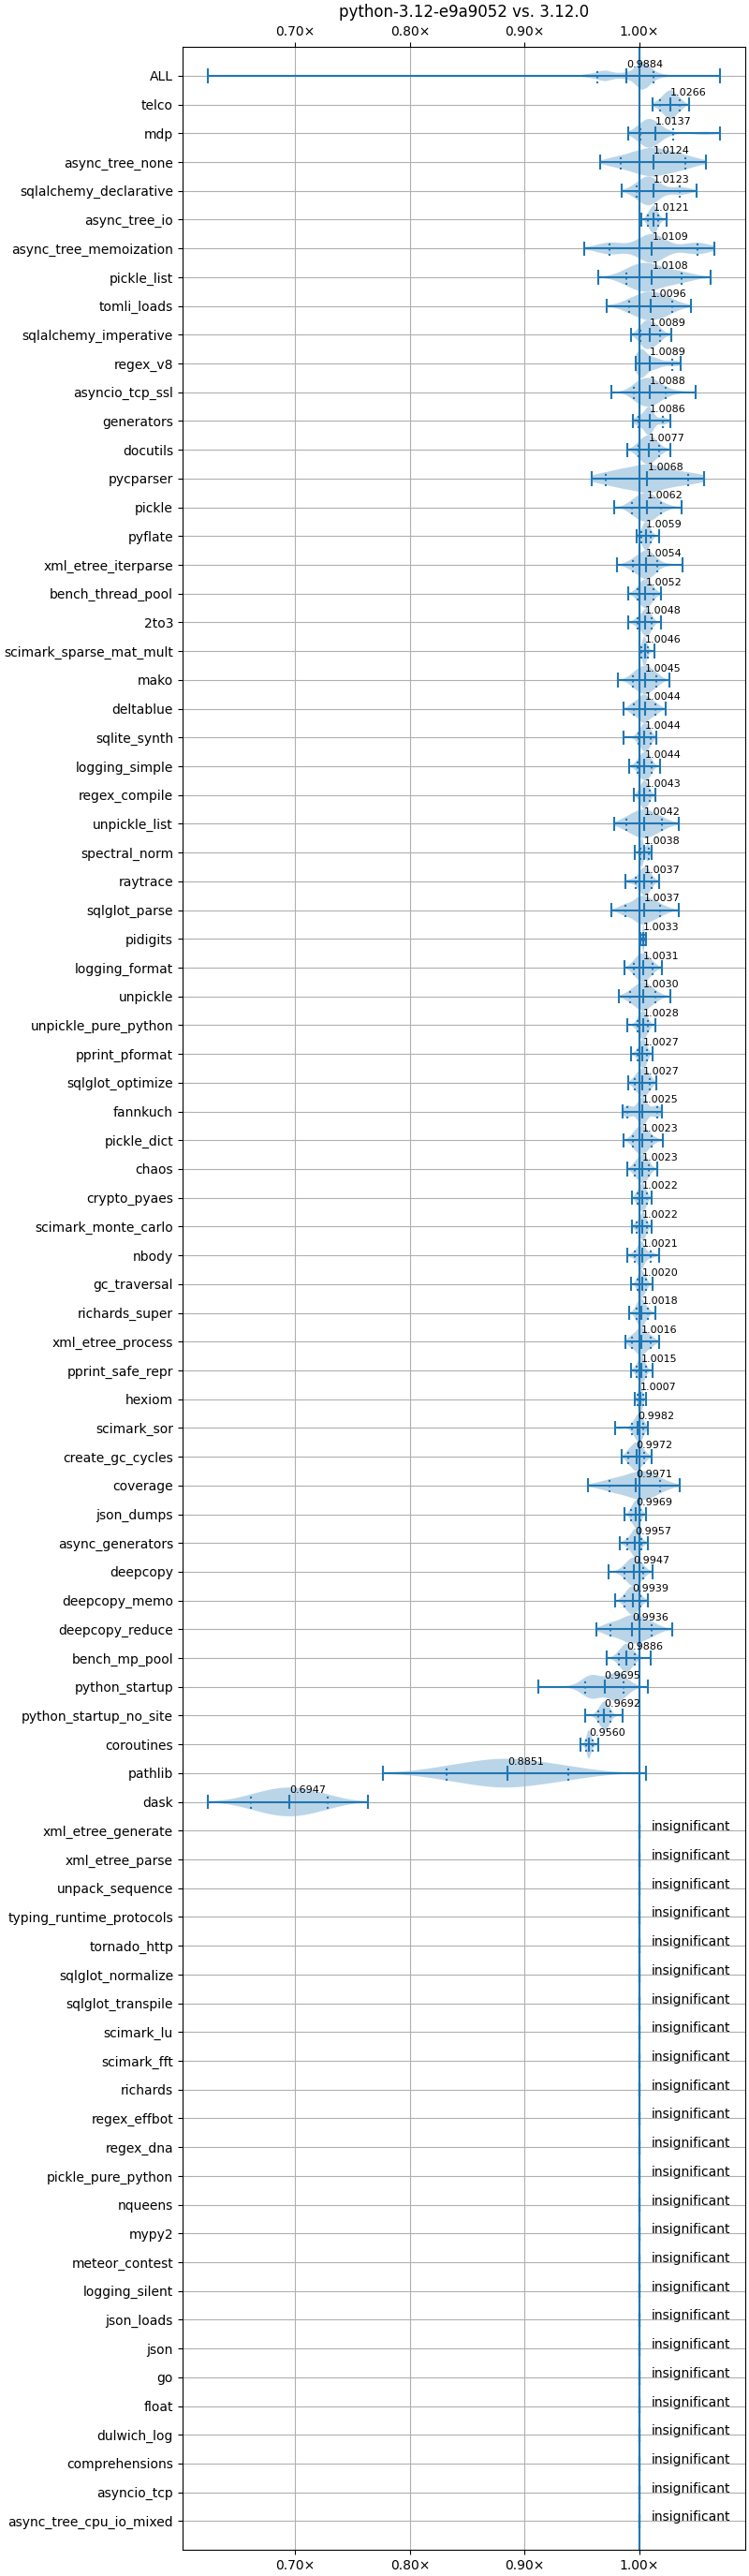 python-3.12-e9a9052 vs. 3.12.0
0.70× 0.80× 0.90× 1.00×
ALL 0.9884
telco 1.0266
mdp 1.0137
async_tree_none 1.0124
sqlalchemy_declarative 1.0123
async_tree_io 1.0121
async_tree_memoization 1.0109
pickle_list 1.0108
tomli_loads 1.0096
sqlalchemy_imperative 1.0089
regex_v8 1.0089
asyncio_tcp_ssl 1.0088
generators 1.0086
docutils 1.0077
pycparser 1.0068
pickle 1.0062
pyflate 1.0059
xml_etree_iterparse 1.0054
bench_thread_pool 1.0052
2to3 1.0048
scimark_sparse_mat_mult 1.0046
mako 1.0045
deltablue 1.0044
sqlite_synth 1.0044
logging_simple 1.0044
regex_compile 1.0043
unpickle_list 1.0042
spectral_norm 1.0038
raytrace 1.0037
sqlglot_parse 1.0037
pidigits 1.0033
logging_format 1.0031
unpickle 1.0030
unpickle_pure_python 1.0028
pprint_pformat 1.0027
sqlglot_optimize 1.0027
fannkuch 1.0025
pickle_dict 1.0023
chaos 1.0023
crypto_pyaes 1.0022
scimark_monte_carlo 1.0022
nbody 1.0021
gc_traversal 1.0020
richards_super 1.0018
xml_etree_process 1.0016
pprint_safe_repr 1.0015
hexiom 1.0007
scimark_sor 0.9982
create_gc_cycles 0.9972
coverage 0.9971
json_dumps 0.9969
async_generators 0.9957
deepcopy 0.9947
deepcopy_memo 0.9939
deepcopy_reduce 0.9936
bench_mp_pool 0.9886
python_startup 0.9695
python_startup_no_site 0.9692
coroutines 0.9560
pathlib 0.8851
dask 0.6947
xml_etree_generate insignificant
xml_etree_parse insignificant
unpack_sequence insignificant
typing_runtime_protocols insignificant
tornado_http insignificant
sqlglot_normalize insignificant
sqlglot_transpile insignificant
scimark_lu insignificant
scimark_fft insignificant
richards insignificant
regex_effbot insignificant
regex_dna insignificant
pickle_pure_python insignificant
nqueens insignificant
mypy2 insignificant
meteor_contest insignificant
logging_silent insignificant
json_loads insignificant
json insignificant
go insignificant
float insignificant
dulwich_log insignificant
comprehensions insignificant
asyncio_tcp insignificant
async_tree_cpu_io_mixed insignificant
0.70× 0.80× 0.90× 1.00×